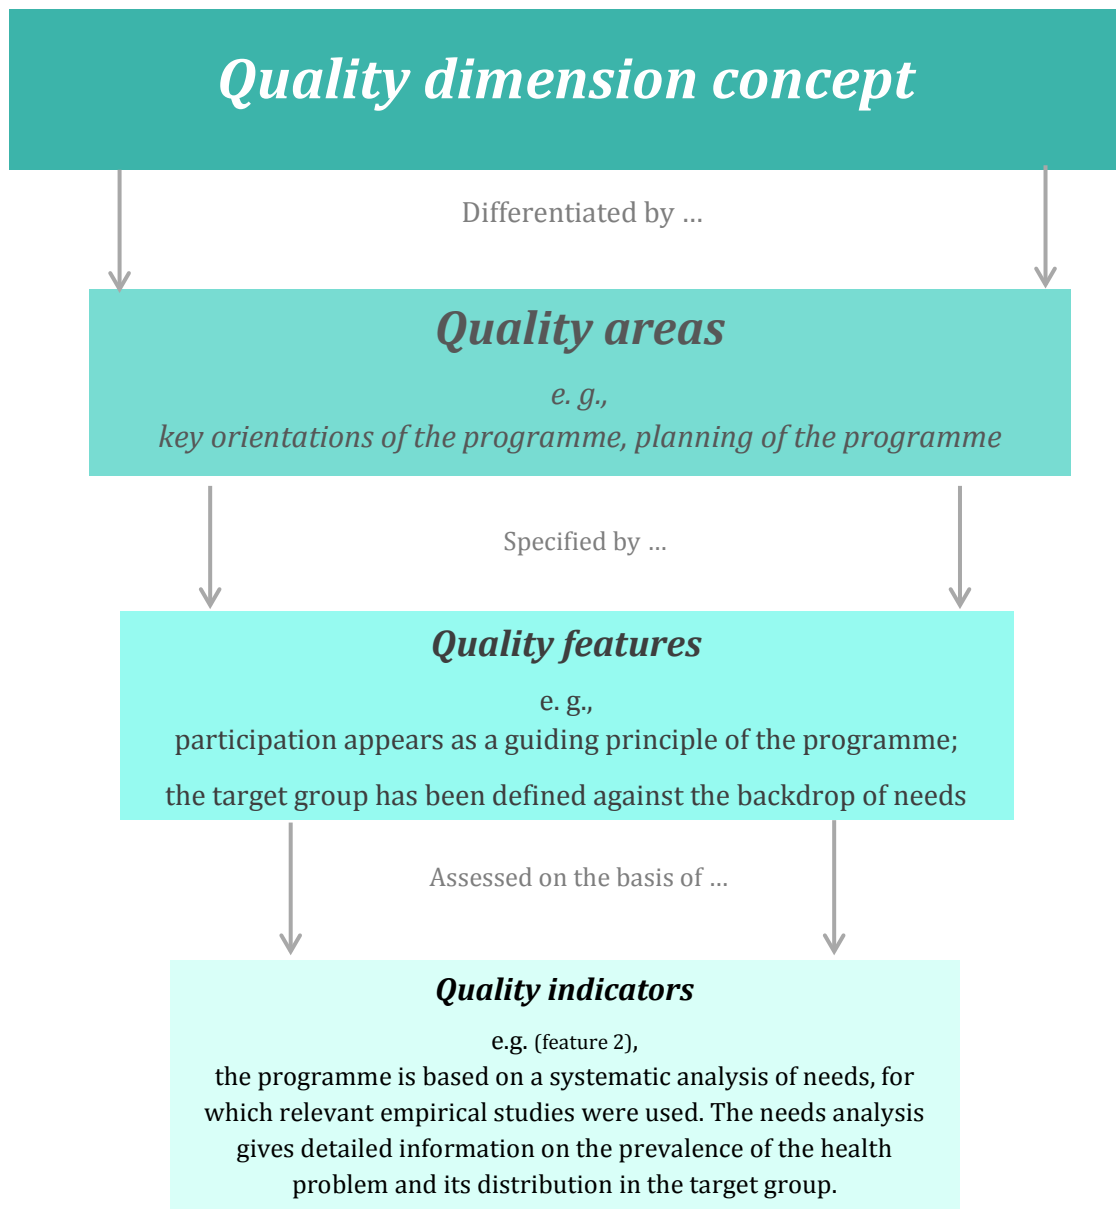 Quality dimension concept
Differentiated by …
Quality areas
e. g.,
key orientations of the programme, planning of the programme
Specified by …
Quality features
e. g.,
participation appears as a guiding principle of the programme;
the target group has been defined against the backdrop of needs
Assessed on the basis of …
Quality indicators
e.g. (feature 2),
the programme is based on a systematic analysis of needs, for
which relevant empirical studies were used. The needs analysis
gives detailed information on the prevalence of the health
problem and its distribution in the target group.